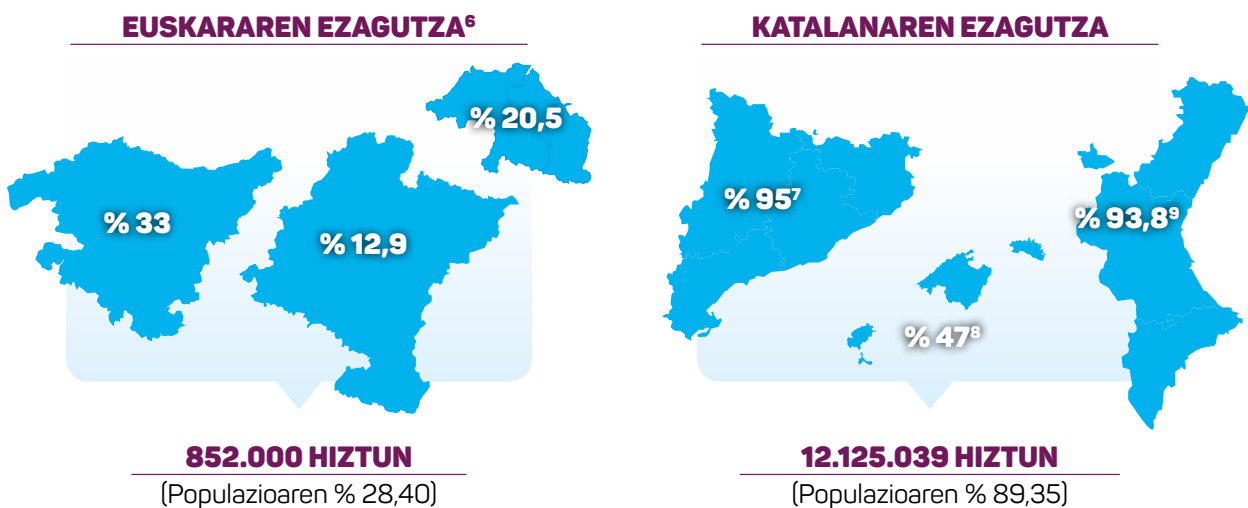 EUSKARAREN EZAGUTZA⁶
% 20,5
% 33
% 12,9
852.000 HIZTUN
(Populazioaren % 28,40)
KATALANAREN EZAGUTZA
% 95⁷
% 93,8⁹
% 47⁸
12.125.039 HIZTUN
(Populazioaren % 89,35)